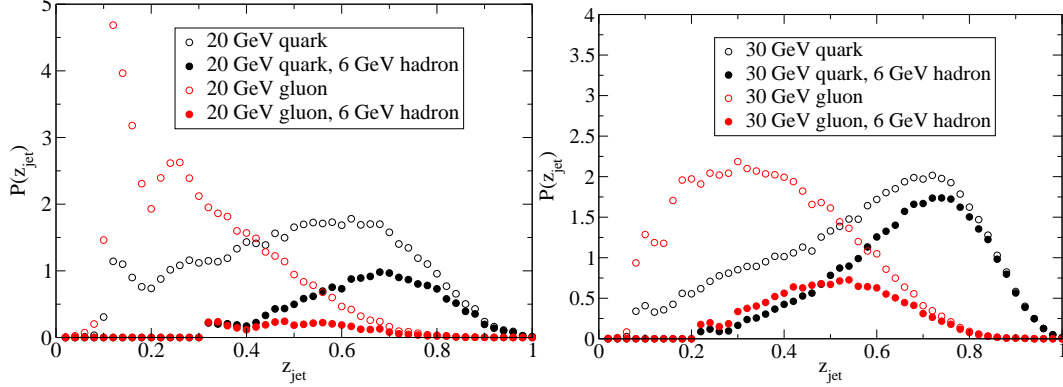 5
4
3
2
1
0
P(z_jet)
20 GeV quark
20 GeV quark, 6 GeV hadron
20 GeV gluon
20 GeV gluon, 6 GeV hadron
0 0.2 0.4 0.6 0.8 1
z_jet
4
3.5
3
2.5
2
1.5
1
0.5
0
P(z_jet)
30 GeV quark
30 GeV quark, 6 GeV hadron
30 GeV gluon
30 GeV gluon, 6 GeV hadron
0 0.2 0.4 0.6 0.8
z_jet